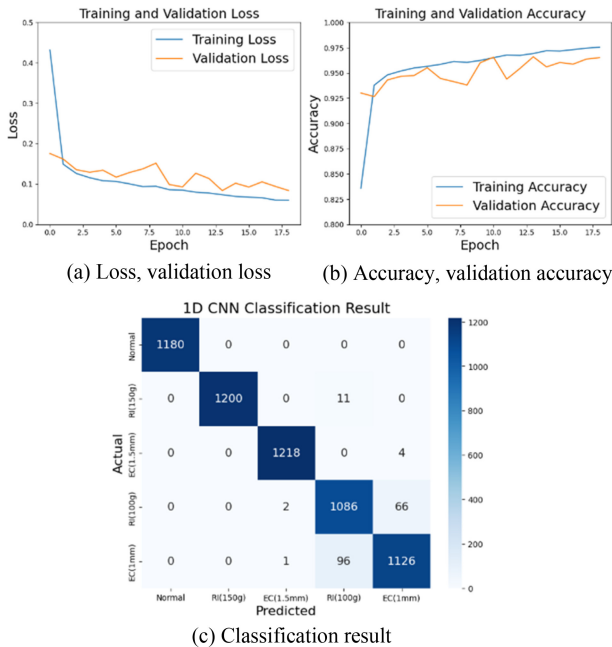 Training and Validation Loss
Training Loss
Validation Loss
0.5
0.4
0.3
0.2
0.1
0.0
Loss
0.0 2.5 5.0 7.5 10.0 12.5 15.0 17.5
Epoch
(a) Loss, validation loss
Training and Validation Accuracy
1.000
0.975
0.950
0.925
0.900
0.875
0.850
0.825
0.800
Accuracy
Training Accuracy
Validation Accuracy
0.0 2.5 5.0 7.5 10.0 12.5 15.0 17.5
Epoch
(b) Accuracy, validation accuracy
1D CNN Classification Result
Actual
Normal 1180 0 0 0 0
RI(150g) 0 1200 0 11 0
EC(1.5mm) 0 0 1218 0 4
RI(100g) 0 0 2 1086 66
EC(1mm) 0 0 1 96 1126
Normal RI(150g) EC(1.5mm) RI(100g) EC(1mm)
Predicted
1200
1000
800
600
400
200
0
(c) Classification result